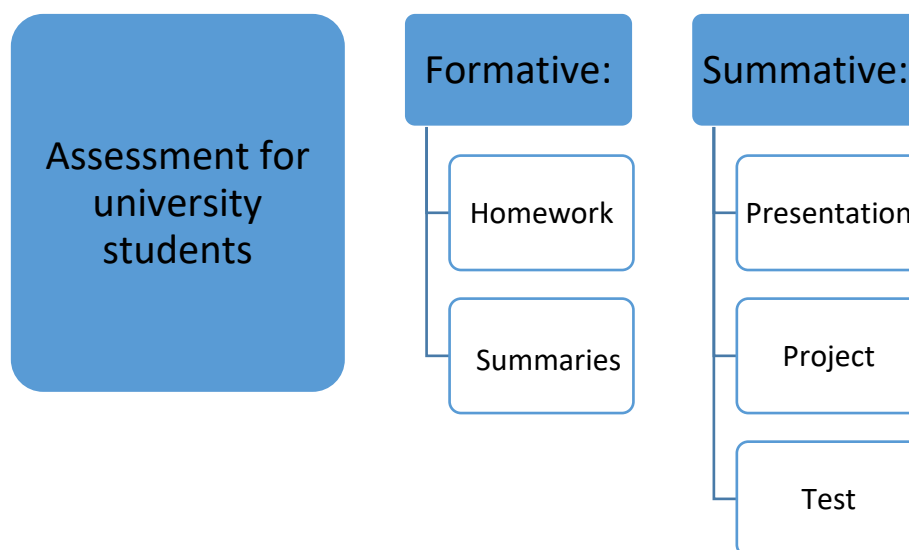 Assessment for
university
students
Formative:
Homework
Summaries
Summative:
Presentation
Project
Test